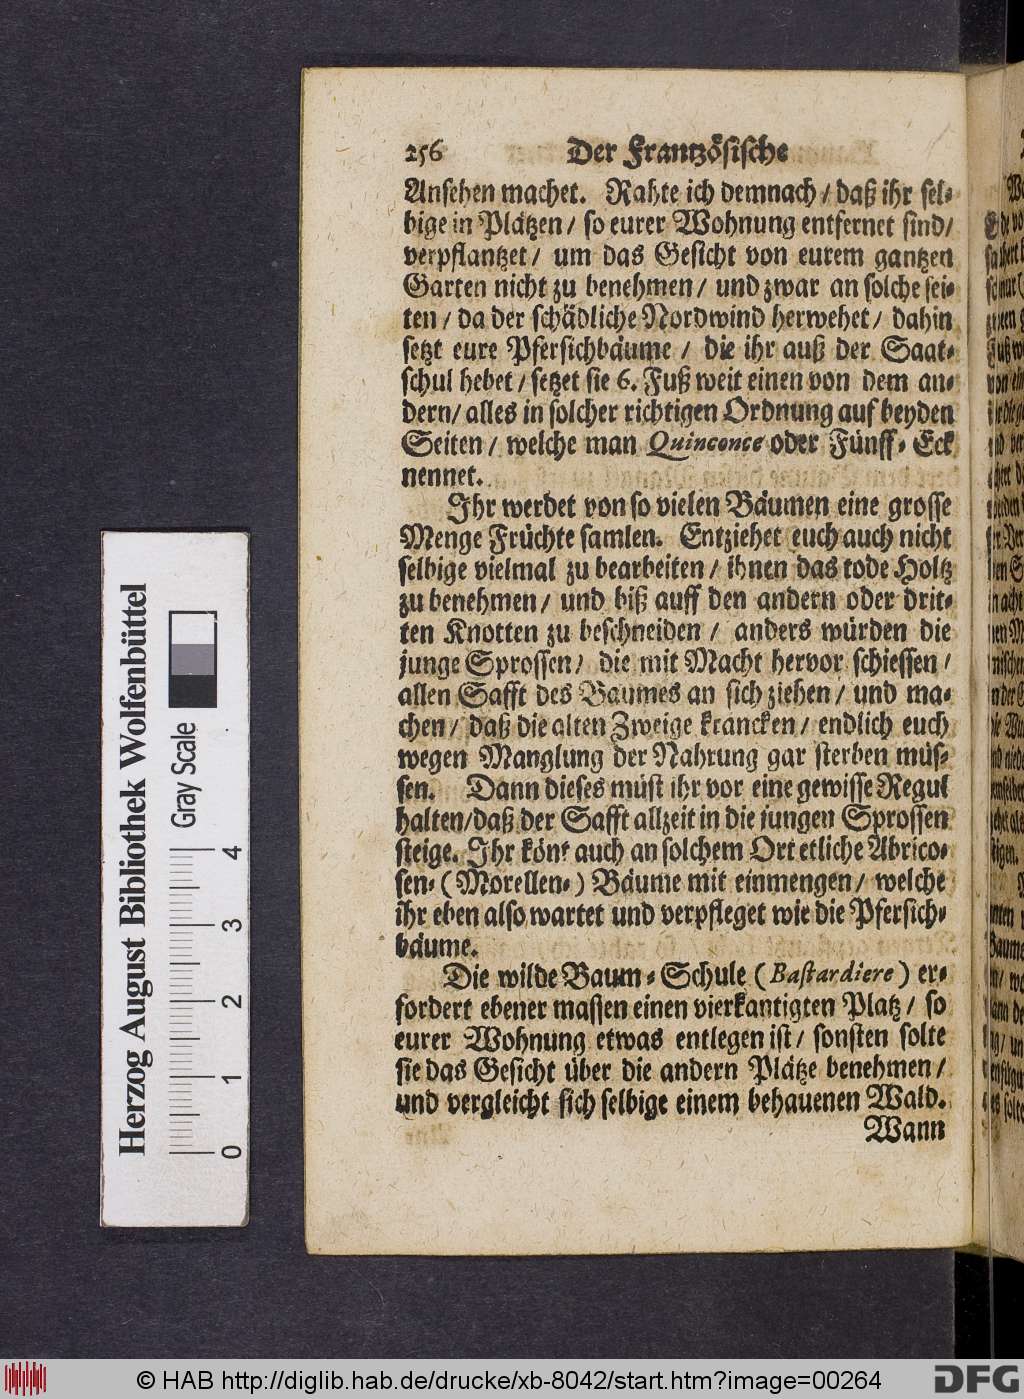 256 Der Frantzösische
Ansehen machet. Rahte ich demnach / daß ihr sel-
bige in Plätzen / so eurer Wohnung entfernet sind/
verpflantzet / um das Gesicht von eurem gantzen
Garten nicht zu benehmen / und zwar an solche sei-
ten / da der schädliche Nordwind herwehet / dahin
setzt eure Pfersichbäume / die ihr auß der Saat-
schul hebet / setzet sie 6. Fuß weit einen von dem an-
dern/ alles in solcher richtigen Ordnung auf beyden
Seiten / welche man Quinconce oder Fünff-Eck
nennet.
Ihr werdet von so vielen Bäumen eine grosse
Menge Früchte samlen. Entziehet euch auch nicht
selbige vielmal zu bearbeiten / ihnen das tode Holtz
zu benehmen / und biß auff den andern oder drit-
ten Knotten zu beschneiden / anders würden die
junge Sprossen / die mit Macht hervor schiessen /
allen Safft des Baumes an sich ziehen / und ma-
chen / daß die alten Zweige krancken / endlich euch
wegen Manglung der Nahrung gar sterben müs-
sen. Dann dieses müst ihr vor eine gewisse Regul
halten/daß der Safft allzeit in die jungen Sprossen
steige. Ihr könt auch an solchem Ort etliche Abrico-
sen- (Morellen-) Bäume mit einmengen / welche
ihr eben also wartet und verpfleget wie die Pfersich-
bäume.
Die wilde Baum-Schule (Bastardiere) er-
fordert ebener massen einen vierkantigten Platz / so
eurer Wohnung etwas entlegen ist / sonsten solte
sie das Gesicht über die andern Plätze benehmen /
und vergleicht sich selbige einem behauenen Wald.
Wann
Herzog August Bibliothek Wolfenbüttel
Gray Scale
0 1 2 3 4
© HAB http://diglib.hab.de/drucke/xb-8042/start.htm?image=00264
DFG